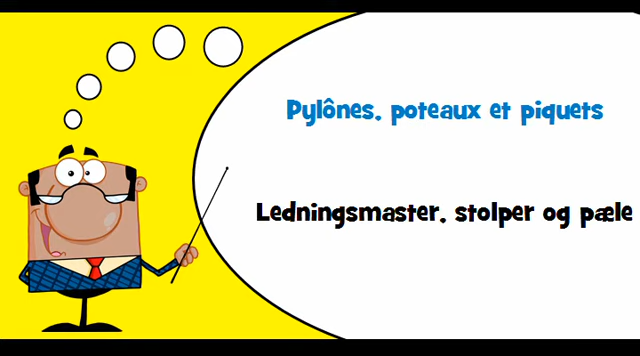 Pylônes, poteaux et piquets
Ledningsmaster, stolper og pæle